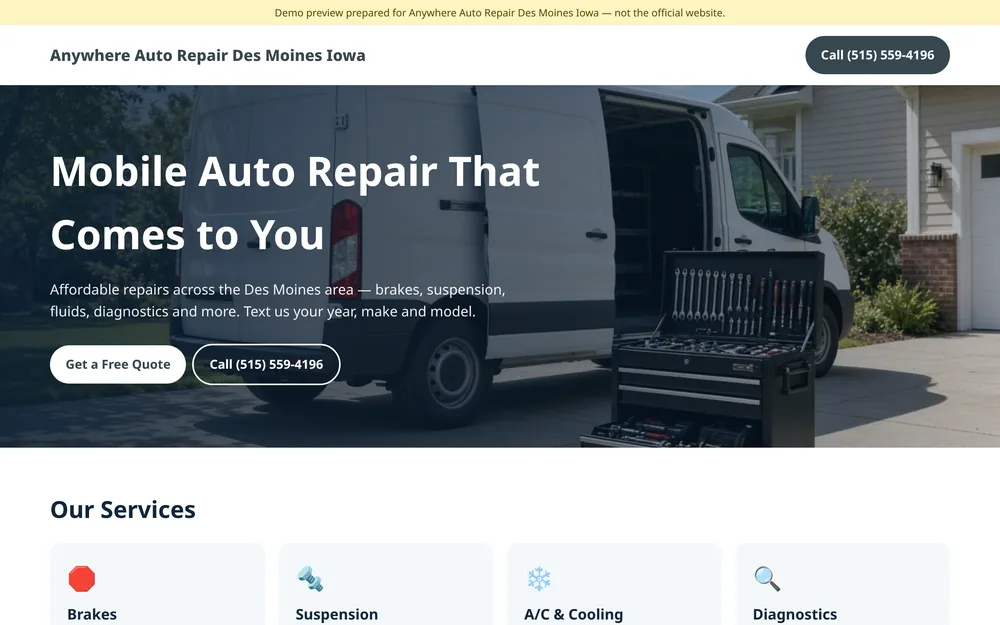 Demo preview prepared for Anywhere Auto Repair Des Moines Iowa — not the official website.
Anywhere Auto Repair Des Moines Iowa
Call (515) 559-4196
Mobile Auto Repair That
Comes to You
Affordable repairs across the Des Moines area — brakes, suspension,
fluids, diagnostics and more. Text us your year, make and model.
Get a Free Quote
Call (515) 559-4196
Our Services
Brakes
Suspension
A/C & Cooling
Diagnostics